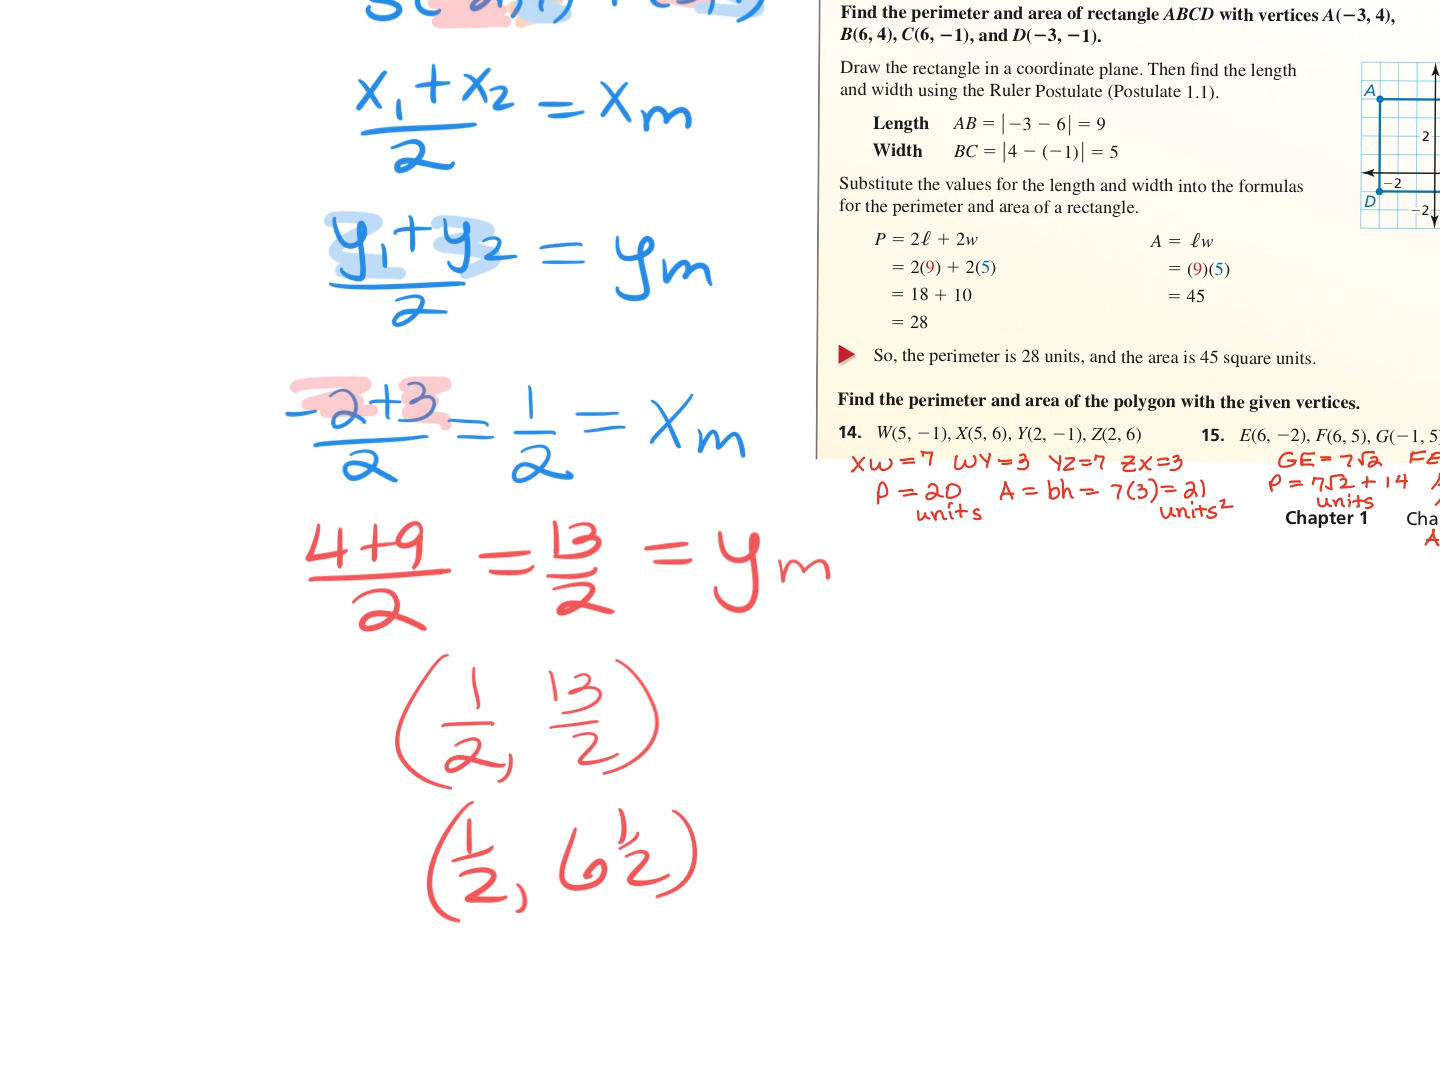 x₁ + x₂ / 2 = xm
y₁ + y₂ / 2 = ym
-2+3 / 2 = 1/2 = xm
4+9 / 2 = 13/2 = ym
(1/2, 13/2)
(1/2, 6 1/2)
Find the perimeter and area of rectangle ABCD with vertices A(−3, 4),
B(6, 4), C(6, −1), and D(−3, −1).
Draw the rectangle in a coordinate plane. Then find the length
and width using the Ruler Postulate (Postulate 1.1).
Length AB = |−3 − 6| = 9
Width BC = |4 − (−1)| = 5
Substitute the values for the length and width into the formulas
for the perimeter and area of a rectangle.
P = 2ℓ + 2w A = ℓw
= 2(9) + 2(5) = (9)(5)
= 18 + 10 = 45
= 28
So, the perimeter is 28 units, and the area is 45 square units.
A
2
−2
D
−2
Find the perimeter and area of the polygon with the given vertices.
14. W(5, −1), X(5, 6), Y(2, −1), Z(2, 6) 15. E(6, −2), F(6, 5), G(−1, 5
XW = 7 WY = 3 YZ = 7 ZX = 3 GE = 7√2 FE
P = 20 A = bh = 7(3) = 21 P = 7√2 + 14
units units² units
Chapter 1 Cha
A